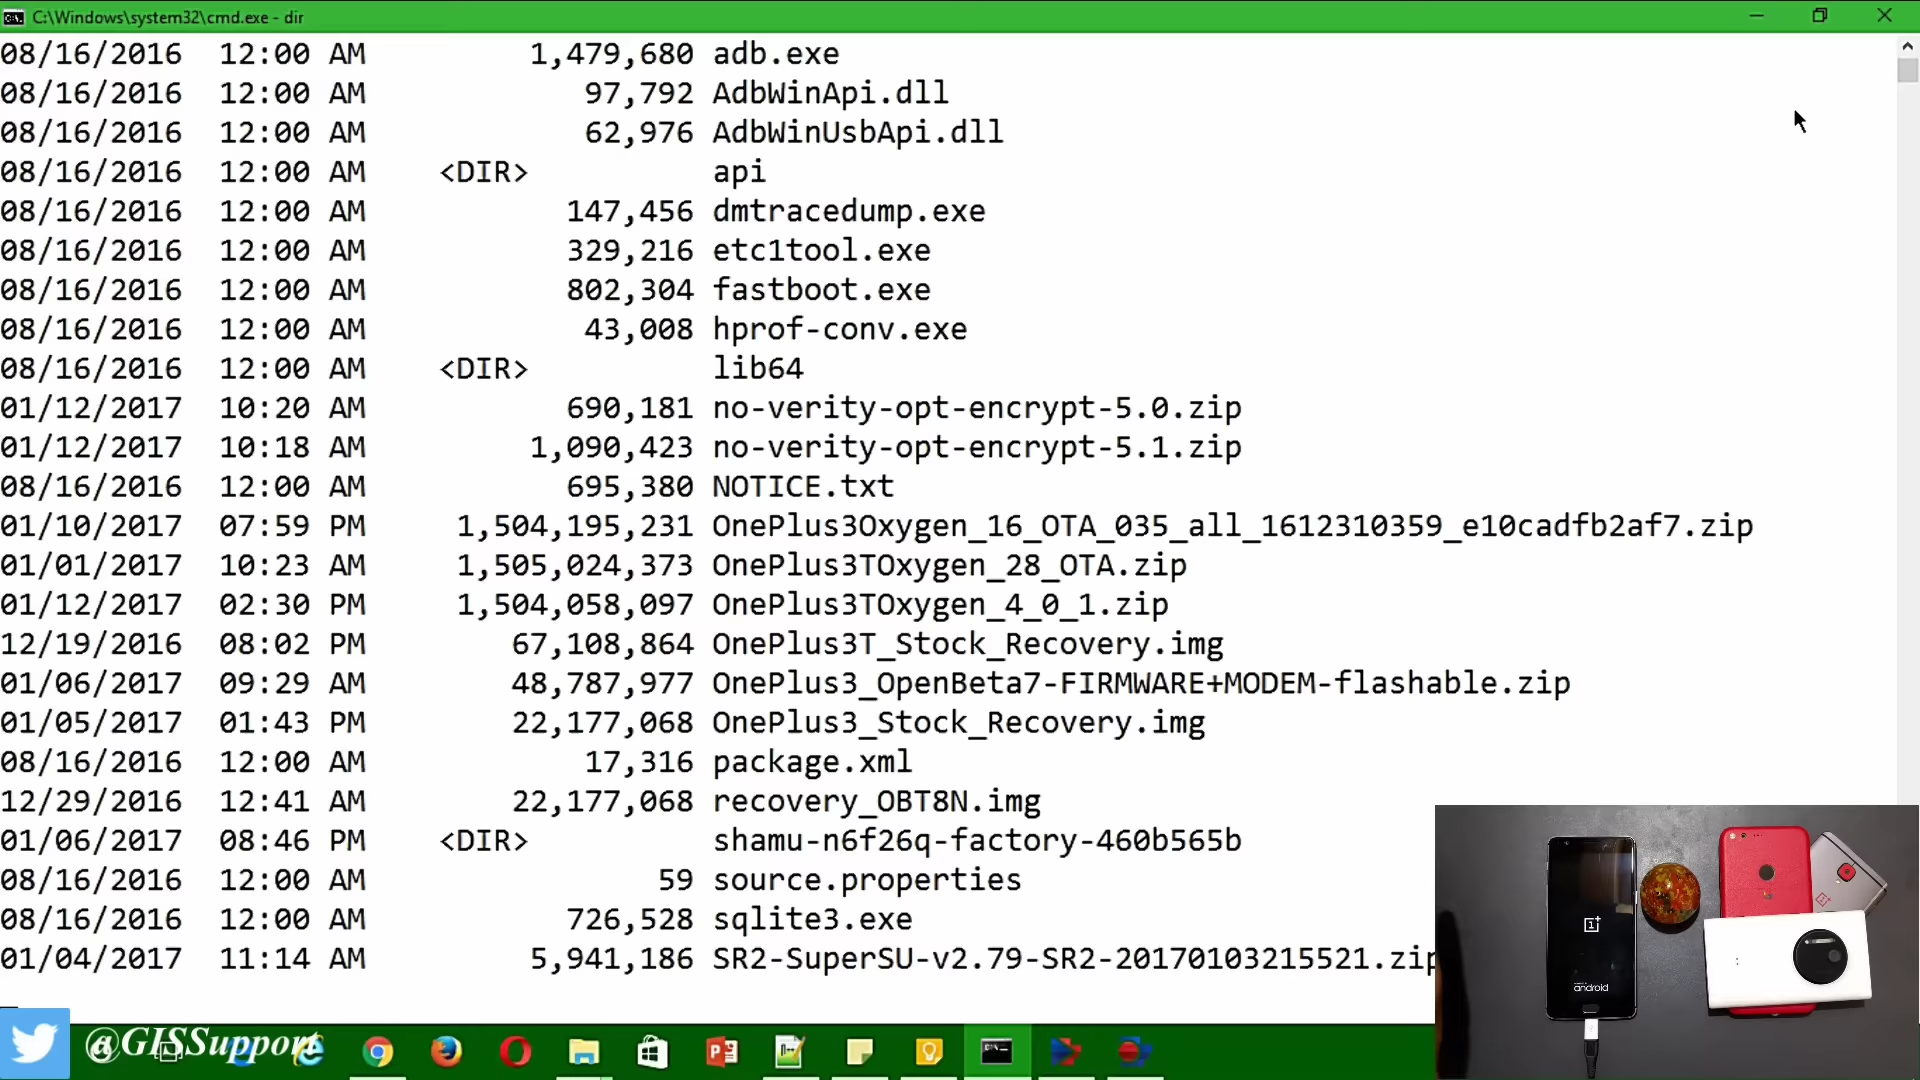 C:\Windows\system32\cmd.exe - dir
08/16/2016  12:00 AM         1,479,680 adb.exe
08/16/2016  12:00 AM            97,792 AdbWinApi.dll
08/16/2016  12:00 AM            62,976 AdbWinUsbApi.dll
08/16/2016  12:00 AM    <DIR>          api
08/16/2016  12:00 AM           147,456 dmtracedump.exe
08/16/2016  12:00 AM           329,216 etc1tool.exe
08/16/2016  12:00 AM           802,304 fastboot.exe
08/16/2016  12:00 AM            43,008 hprof-conv.exe
08/16/2016  12:00 AM    <DIR>          lib64
01/12/2017  10:20 AM           690,181 no-verity-opt-encrypt-5.0.zip
01/12/2017  10:18 AM         1,090,423 no-verity-opt-encrypt-5.1.zip
08/16/2016  12:00 AM           695,380 NOTICE.txt
01/10/2017  07:59 PM     1,504,195,231 OnePlus3Oxygen_16_OTA_035_all_1612310359_e10cadfb2af7.zip
01/01/2017  10:23 AM     1,505,024,373 OnePlus3TOxygen_28_OTA.zip
01/12/2017  02:30 PM     1,504,058,097 OnePlus3TOxygen_4_0_1.zip
12/19/2016  08:02 PM        67,108,864 OnePlus3T_Stock_Recovery.img
01/06/2017  09:29 AM        48,787,977 OnePlus3_OpenBeta7-FIRMWARE+MODEM-flashable.zip
01/05/2017  01:43 PM        22,177,068 OnePlus3_Stock_Recovery.img
08/16/2016  12:00 AM            17,316 package.xml
12/29/2016  12:41 AM        22,177,068 recovery_OBT8N.img
01/06/2017  08:46 PM    <DIR>          shamu-n6f26q-factory-460b565b
08/16/2016  12:00 AM                59 source.properties
08/16/2016  12:00 AM           726,528 sqlite3.exe
01/04/2017  11:14 AM         5,941,186 SR2-SuperSU-v2.79-SR2-20170103215521.zip
android
@GISSupport